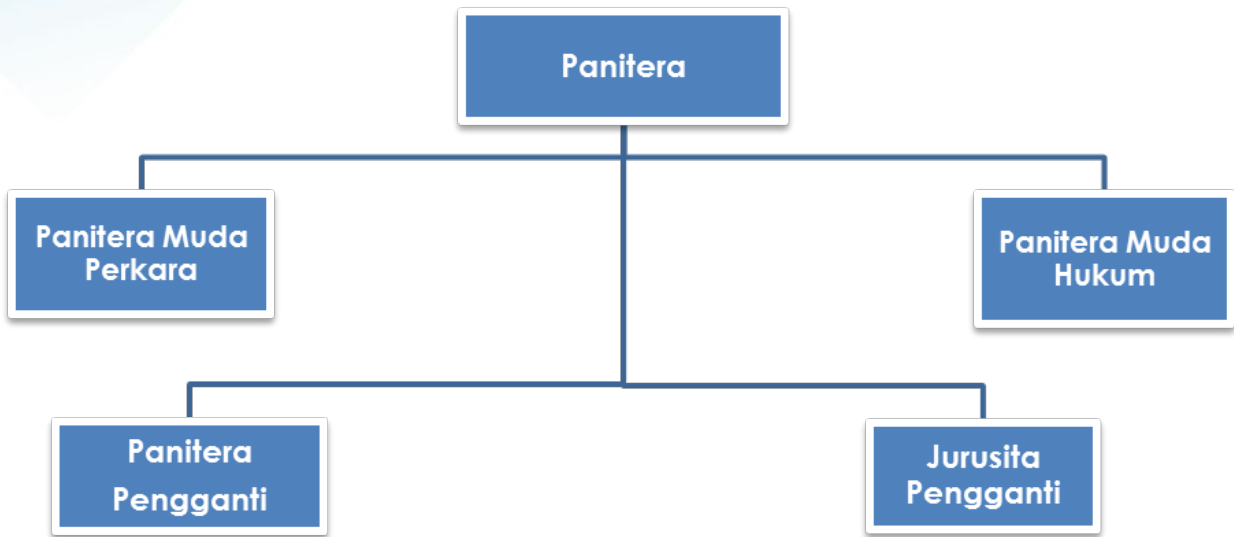 Panitera
Panitera Muda
Perkara
Panitera Muda
Hukum
Panitera
Pengganti
Jurusita
Pengganti